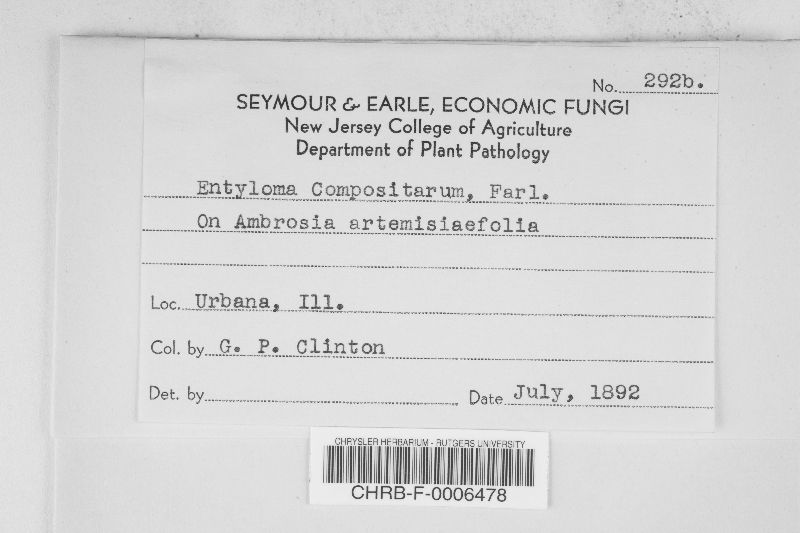 No. 292b.
SEYMOUR & EARLE, ECONOMIC FUNGI
New Jersey College of Agriculture
Department of Plant Pathology
Entyloma Compositarum, Farl.
On Ambrosia artemisiaefolia
Loc. Urbana, Ill.
Col. by G. P. Clinton
Det. by Date July, 1892
CHRYSLER HERBARIUM - RUTGERS UNIVERSITY
CHRB-F-0006478